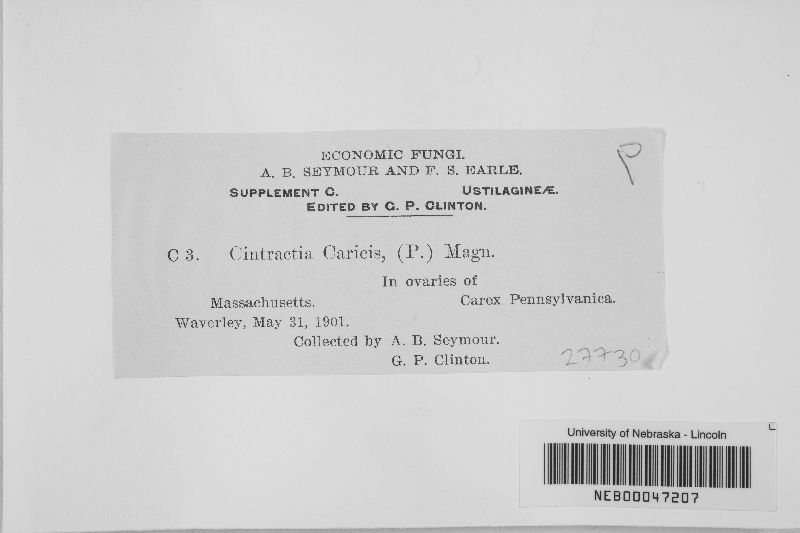 ECONOMIC FUNGI.
A. B. SEYMOUR AND F. S. EARLE.
SUPPLEMENT C. USTILAGINEÆ.
EDITED BY G. P. CLINTON.
P
C 3. Cintractia Caricis, (P.) Magn.
In ovaries of
Massachusetts. Carex Pennsylvanica.
Waverley, May 31, 1901.
Collected by A. B. Seymour.
G. P. Clinton.
27730
University of Nebraska - Lincoln
NEB00047207